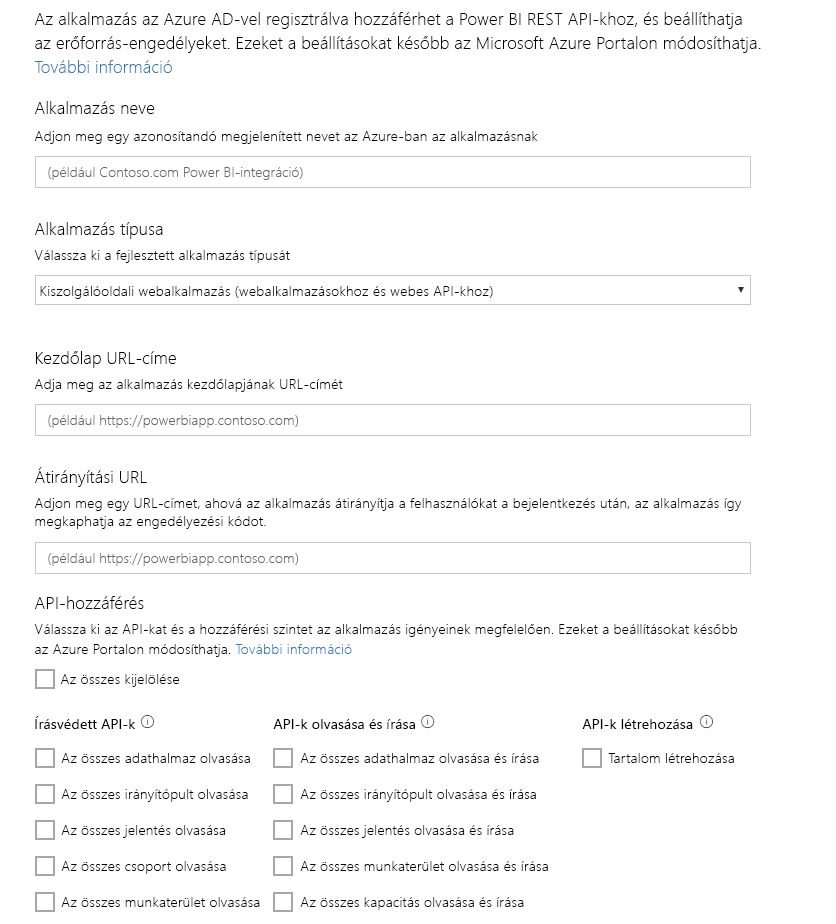 Az alkalmazás az Azure AD-vel regisztrálva hozzáférhet a Power BI REST API-khoz, és beállíthatja
az erőforrás-engedélyeket. Ezeket a beállításokat később az Microsoft Azure Portalon módosíthatja.
További információ
Alkalmazás neve
Adjon meg egy azonosítandó megjelenített nevet az Azure-ban az alkalmazásnak
(például Contoso.com Power BI-integráció)
Alkalmazás típusa
Válassza ki a fejlesztett alkalmazás típusát
Kiszolgálóoldali webalkalmazás (webalkalmazásokhoz és webes API-khoz)
Kezdőlap URL-címe
Adja meg az alkalmazás kezdőlapjának URL-címét
(például https://powerbiapp.contoso.com)
Átirányítási URL
Adjon meg egy URL-címet, ahová az alkalmazás átirányítja a felhasználókat a bejelentkezés után, az alkalmazás így
megkaphatja az engedélyezési kódot.
(például https://powerbiapp.contoso.com)
API-hozzáférés
Válassza ki az API-kat és a hozzáférési szintet az alkalmazás igényeinek megfelelően. Ezeket a beállításokat később
az Azure Portalon módosíthatja. További információ
Az összes kijelölése
Írásvédett API-k
Az összes adathalmaz olvasása
Az összes irányítópult olvasása
Az összes jelentés olvasása
Az összes csoport olvasása
Az összes munkaterület olvasása
API-k olvasása és írása
Az összes adathalmaz olvasása és írása
Az összes irányítópult olvasása és írása
Az összes jelentés olvasása és írása
Az összes munkaterület olvasása és írása
Az összes kapacitás olvasása és írása
API-k létrehozása
Tartalom létrehozása